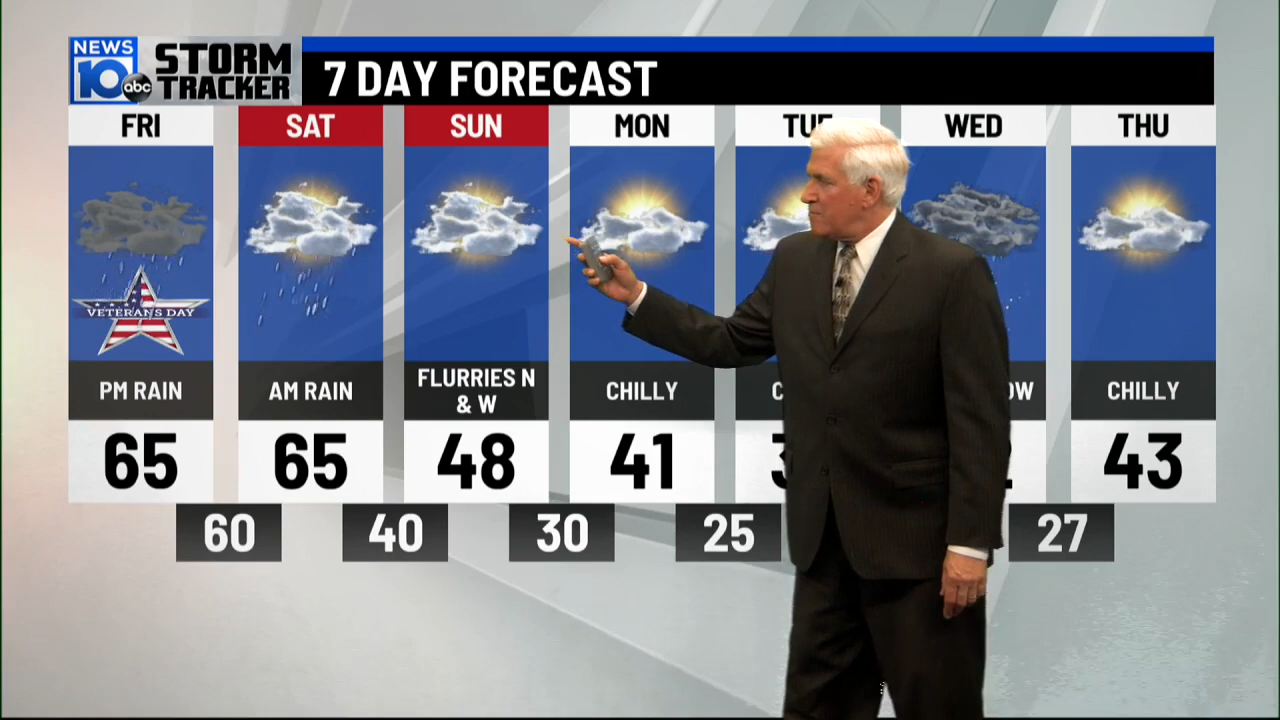 NEWS
10
abc
STORM
TRACKER
7 DAY FORECAST
FRI
SAT
SUN
MON
WED
THU
VETERANS DAY
PM RAIN
AM RAIN
FLURRIES N
& W
CHILLY
CHILLY
65
65
48
41
43
60
40
30
25
27